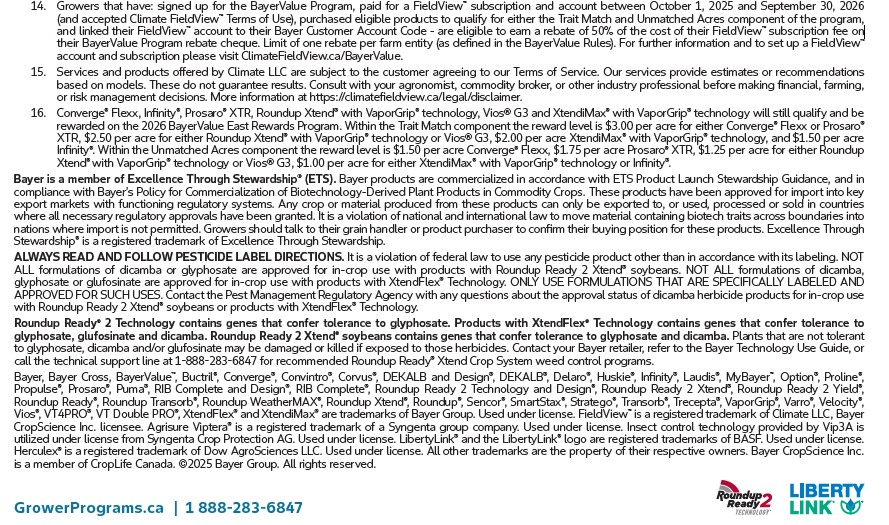 14. Growers that have: signed up for the BayerValue Program, paid for a FieldView™ subscription and account between October 1, 2025 and September 30, 2026
(and accepted Climate FieldView™ Terms of Use), purchased eligible products to qualify for either the Trait Match and Unmatched Acres component of the program,
and linked their FieldView™ account to their Bayer Customer Account Code - are eligible to earn a rebate of 50% of the cost of their FieldView™ subscription fee on
their BayerValue Program rebate cheque. Limit of one rebate per farm entity (as defined in the BayerValue Rules). For further information and to set up a FieldView™
account and subscription please visit ClimateFieldView.ca/BayerValue.
15. Services and products offered by Climate LLC are subject to the customer agreeing to our Terms of Service. Our services provide estimates or recommendations
based on models. These do not guarantee results. Consult with your agronomist, commodity broker, or other industry professional before making financial, farming,
or risk management decisions. More information at https://climatefieldview.ca/legal/disclaimer.
16. Converge® Flexx, Infinity®, Prosaro® XTR, Roundup Xtend® with VaporGrip® technology, Vios® G3 and XtendiMax® with VaporGrip® technology will still qualify and be
rewarded on the 2026 BayerValue East Rewards Program. Within the Trait Match component the reward level is $3.00 per acre for either Converge® Flexx or Prosaro®
XTR, $2.50 per acre for either Roundup Xtend® with VaporGrip® technology or Vios® G3, $2.00 per acre XtendiMax® with VaporGrip® technology, and $1.50 per acre
Infinity®. Within the Unmatched Acres component the reward level is $1.50 per acre Converge® Flexx, $1.75 per acre Prosaro® XTR, $1.25 per acre for either Roundup
Xtend® with VaporGrip® technology or Vios® G3, $1.00 per acre for either XtendiMax® with VaporGrip® technology or Infinity®.
Bayer is a member of Excellence Through Stewardship® (ETS). Bayer products are commercialized in accordance with ETS Product Launch Stewardship Guidance, and in
compliance with Bayer's Policy for Commercialization of Biotechnology-Derived Plant Products in Commodity Crops. These products have been approved for import into key
export markets with functioning regulatory systems. Any crop or material produced from these products can only be exported to, or used, processed or sold in countries
where all necessary regulatory approvals have been granted. It is a violation of national and international law to move material containing biotech traits across boundaries into
nations where import is not permitted. Growers should talk to their grain handler or product purchaser to confirm their buying position for these products. Excellence Through
Stewardship® is a registered trademark of Excellence Through Stewardship.
ALWAYS READ AND FOLLOW PESTICIDE LABEL DIRECTIONS. It is a violation of federal law to use any pesticide product other than in accordance with its labeling. NOT
ALL formulations of dicamba or glyphosate are approved for in-crop use with products with Roundup Ready 2 Xtend® soybeans. NOT ALL formulations of dicamba,
glyphosate or glufosinate are approved for in-crop use with products with XtendFlex® Technology. ONLY USE FORMULATIONS THAT ARE SPECIFICALLY LABELED AND
APPROVED FOR SUCH USES. Contact the Pest Management Regulatory Agency with any questions about the approval status of dicamba herbicide products for in-crop use
with Roundup Ready 2 Xtend® soybeans or products with XtendFlex® Technology.
Roundup Ready® 2 Technology contains genes that confer tolerance to glyphosate. Products with XtendFlex® Technology contains genes that confer tolerance to
glyphosate, glufosinate and dicamba. Roundup Ready 2 Xtend® soybeans contains genes that confer tolerance to glyphosate and dicamba. Plants that are not tolerant
to glyphosate, dicamba and/or glufosinate may be damaged or killed if exposed to those herbicides. Contact your Bayer retailer, refer to the Bayer Technology Use Guide, or
call the technical support line at 1-888-283-6847 for recommended Roundup Ready® Xtend Crop System weed control programs.
Bayer, Bayer Cross, BayerValue™, Buctril®, Converge®, Convintro®, Corvus®, DEKALB and Design®, DEKALB®, Delaro®, Huskie®, Infinity®, Laudis®, MyBayer™, Option®, Proline®,
Propulse®, Prosaro®, Puma®, RIB Complete and Design®, RIB Complete®, Roundup Ready 2 Technology and Design®, Roundup Ready 2 Xtend®, Roundup Ready 2 Yield®,
Roundup Ready®, Roundup Transorb®, Roundup WeatherMAX®, Roundup Xtend®, Roundup®, Sencor®, SmartStax®, Stratego®, Transorb®, Trecepta®, VaporGrip®, Varro®, Velocity®,
Vios®, VT4PRO®, VT Double PRO®, XtendFlex® and XtendiMax® are trademarks of Bayer Group. Used under license. FieldView™ is a registered trademark of Climate LLC, Bayer
CropScience Inc. licensee. Agrisure Viptera® is a registered trademark of a Syngenta group company. Used under license. Insect control technology provided by Vip3A is
utilized under license from Syngenta Crop Protection AG. Used under license. LibertyLink® and the LibertyLink® logo are registered trademarks of BASF. Used under license.
Herculex® is a registered trademark of Dow AgroSciences LLC. Used under license. All other trademarks are the property of their respective owners. Bayer CropScience Inc.
is a member of CropLife Canada. ©2025 Bayer Group. All rights reserved.
GrowerPrograms.ca | 1 888-283-6847
Roundup
Ready 2
TECHNOLOGY
LIBERTY
LINK®